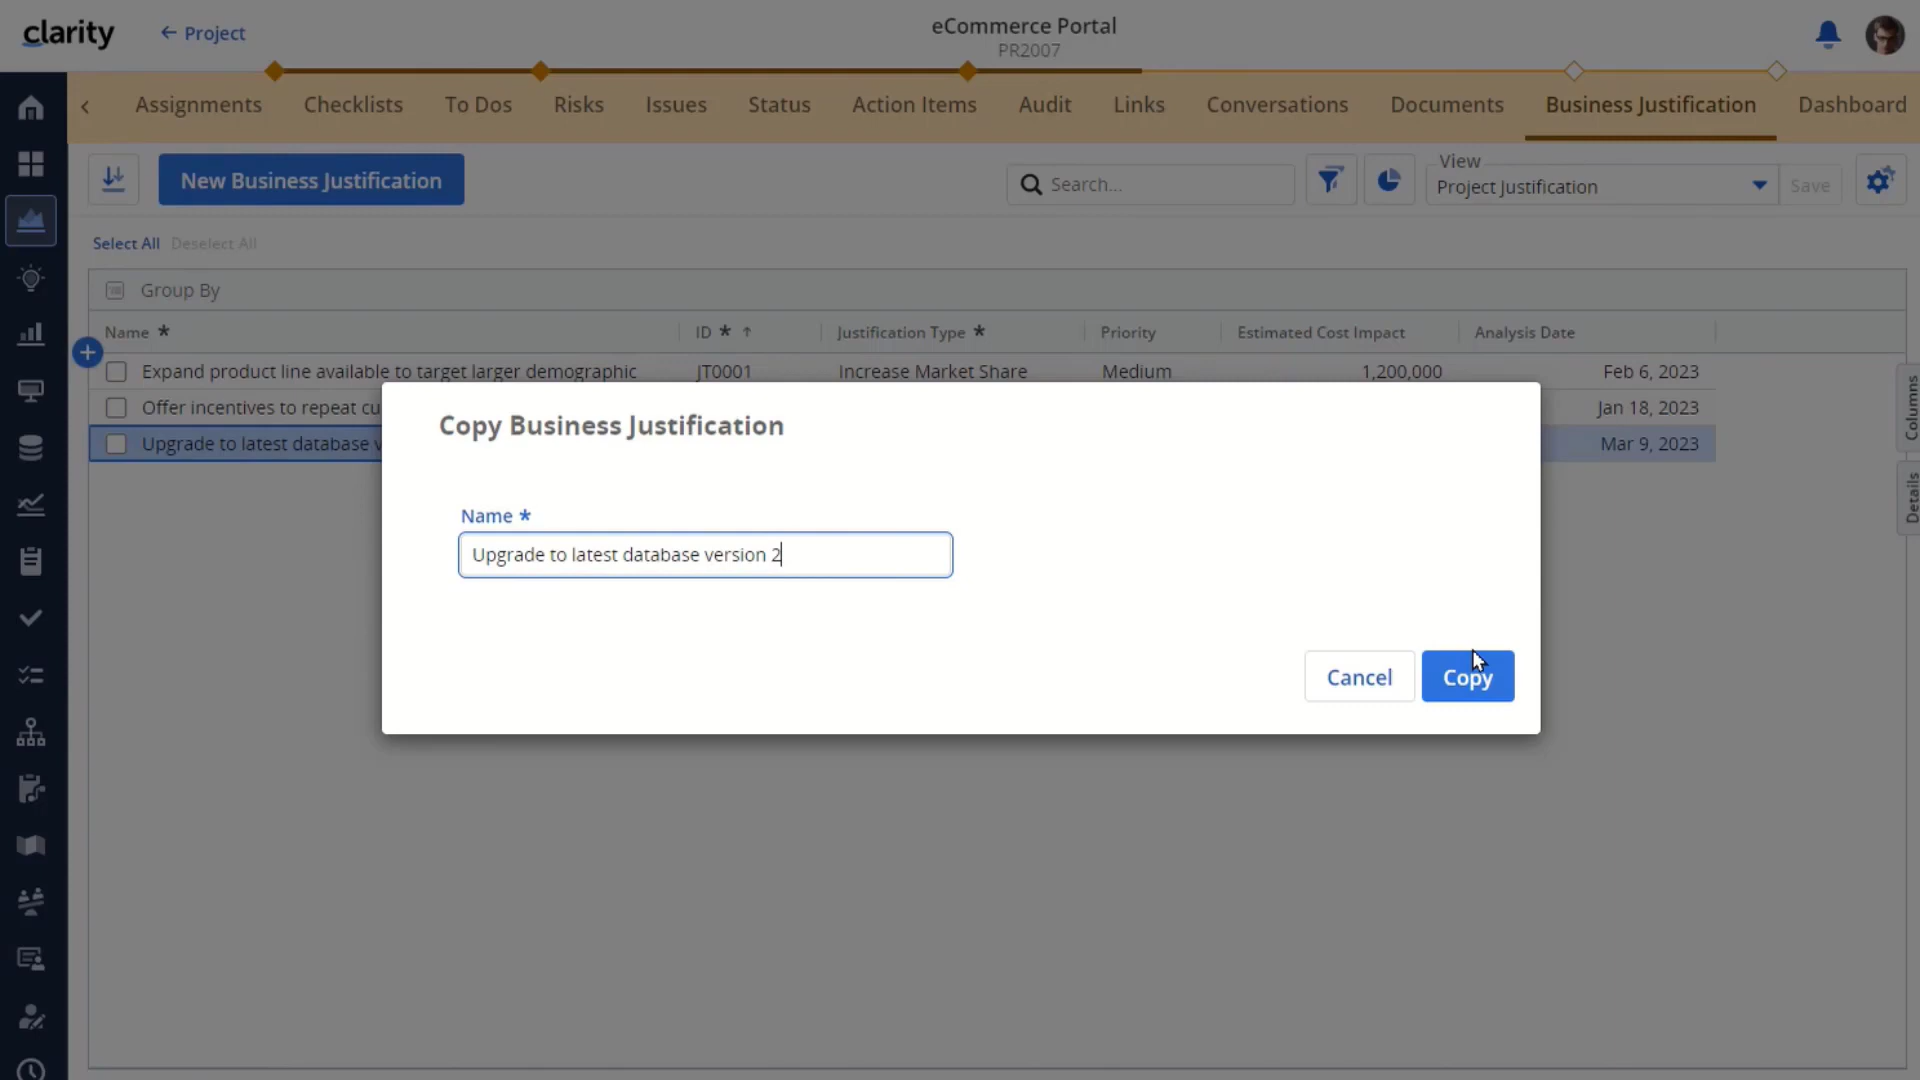 clarity
← Project
eCommerce Portal
PR2007
Assignments Checklists To Dos Risks Issues Status Action Items Audit Links Conversations Documents Business Justification Dashboard
New Business Justification
Search...
View
Project Justification
Save
Select All Deselect All
Group By
Name * ID * ↑ Justification Type * Priority Estimated Cost Impact Analysis Date
Expand product line available to target larger demographic JT0001 Increase Market Share Medium 1,200,000 Feb 6, 2023
Offer incentives to repeat cu Jan 18, 2023
Upgrade to latest database v Mar 9, 2023
Columns
Details
Copy Business Justification
Name *
Upgrade to latest database version 2
Cancel Copy